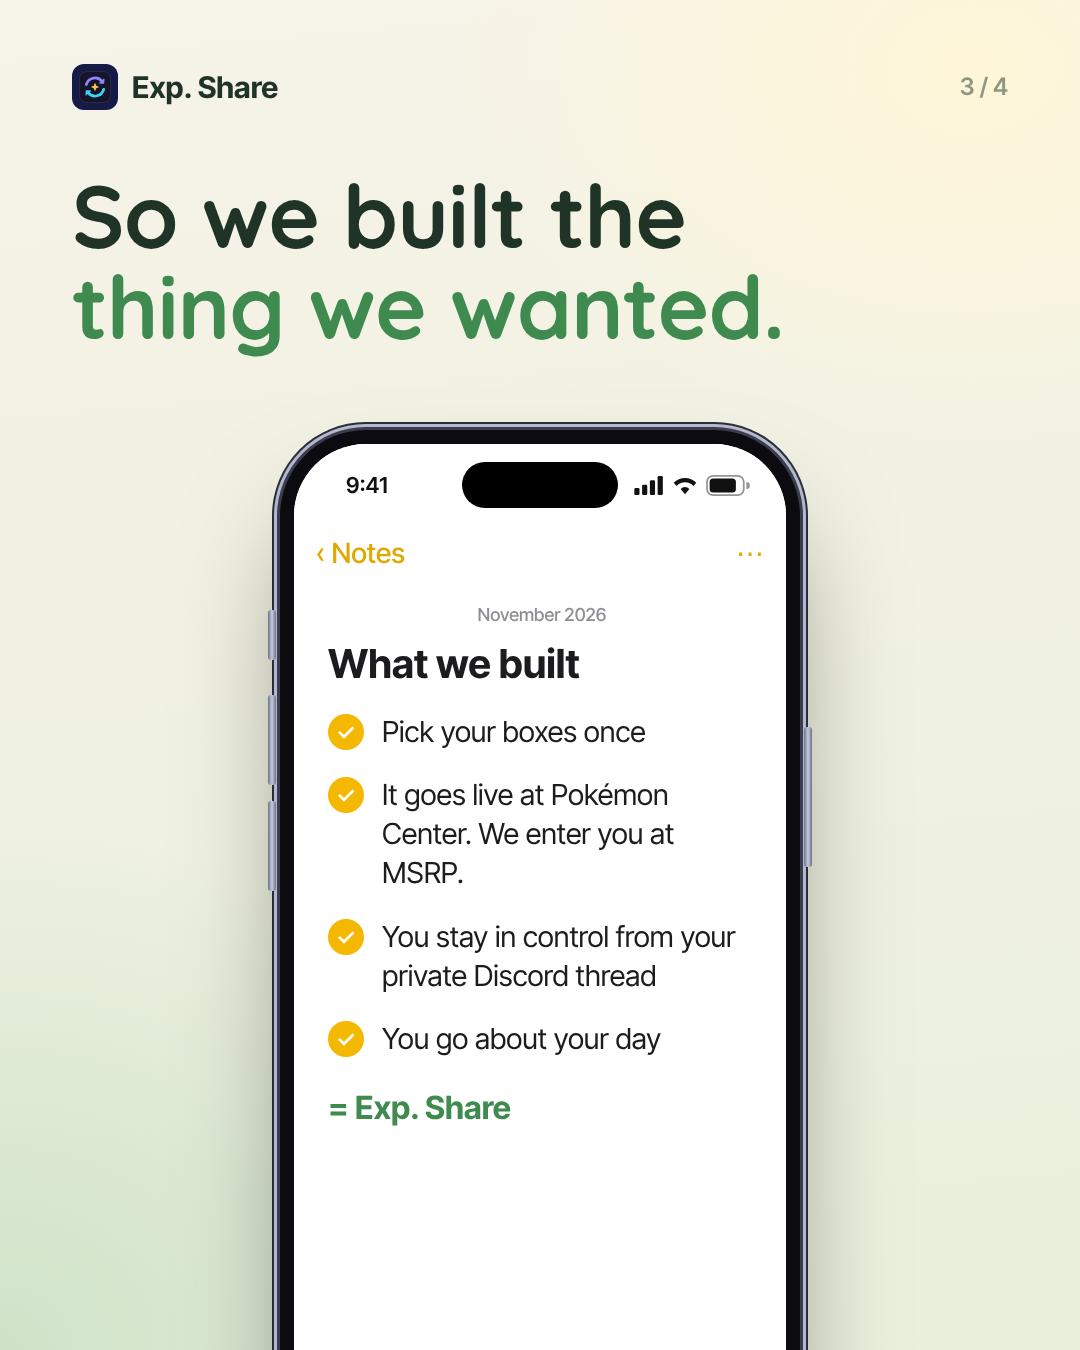 Exp. Share
3 / 4
So we built the
thing we wanted.
9:41
‹ Notes
···
November 2026
What we built
Pick your boxes once
It goes live at Pokémon
Center. We enter you at
MSRP.
You stay in control from your
private Discord thread
You go about your day
= Exp. Share